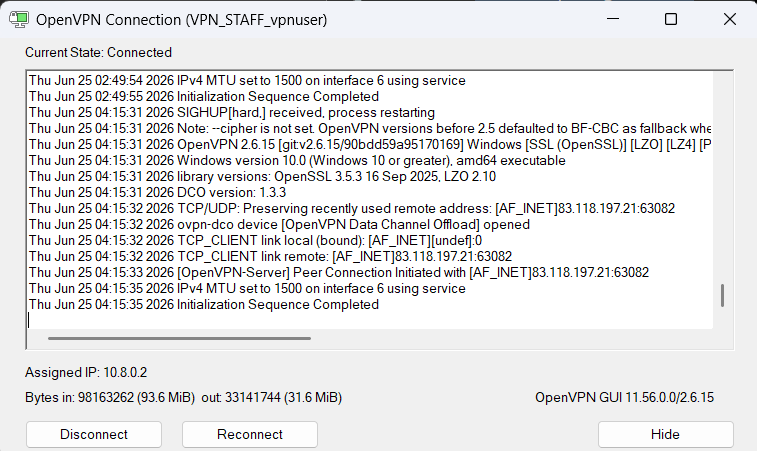 OpenVPN Connection (VPN_STAFF_vpnuser)
Current State: Connected
Thu Jun 25 02:49:54 2026 IPv4 MTU set to 1500 on interface 6 using service
Thu Jun 25 02:49:55 2026 Initialization Sequence Completed
Thu Jun 25 04:15:31 2026 SIGHUP[hard,] received, process restarting
Thu Jun 25 04:15:31 2026 Note: --cipher is not set. OpenVPN versions before 2.5 defaulted to BF-CBC as fallback whe
Thu Jun 25 04:15:31 2026 OpenVPN 2.6.15 [git:v2.6.15/90bdd59a95170169] Windows [SSL (OpenSSL)] [LZO] [LZ4] [P
Thu Jun 25 04:15:31 2026 Windows version 10.0 (Windows 10 or greater), amd64 executable
Thu Jun 25 04:15:31 2026 library versions: OpenSSL 3.5.3 16 Sep 2025, LZO 2.10
Thu Jun 25 04:15:31 2026 DCO version: 1.3.3
Thu Jun 25 04:15:32 2026 TCP/UDP: Preserving recently used remote address: [AF_INET]83.118.197.21:63082
Thu Jun 25 04:15:32 2026 ovpn-dco device [OpenVPN Data Channel Offload] opened
Thu Jun 25 04:15:32 2026 TCP_CLIENT link local (bound): [AF_INET][undef]:0
Thu Jun 25 04:15:32 2026 TCP_CLIENT link remote: [AF_INET]83.118.197.21:63082
Thu Jun 25 04:15:33 2026 [OpenVPN-Server] Peer Connection Initiated with [AF_INET]83.118.197.21:63082
Thu Jun 25 04:15:35 2026 IPv4 MTU set to 1500 on interface 6 using service
Thu Jun 25 04:15:35 2026 Initialization Sequence Completed
Assigned IP: 10.8.0.2
Bytes in: 98163262 (93.6 MiB)  out: 33141744 (31.6 MiB)
OpenVPN GUI 11.56.0.0/2.6.15
Disconnect
Reconnect
Hide